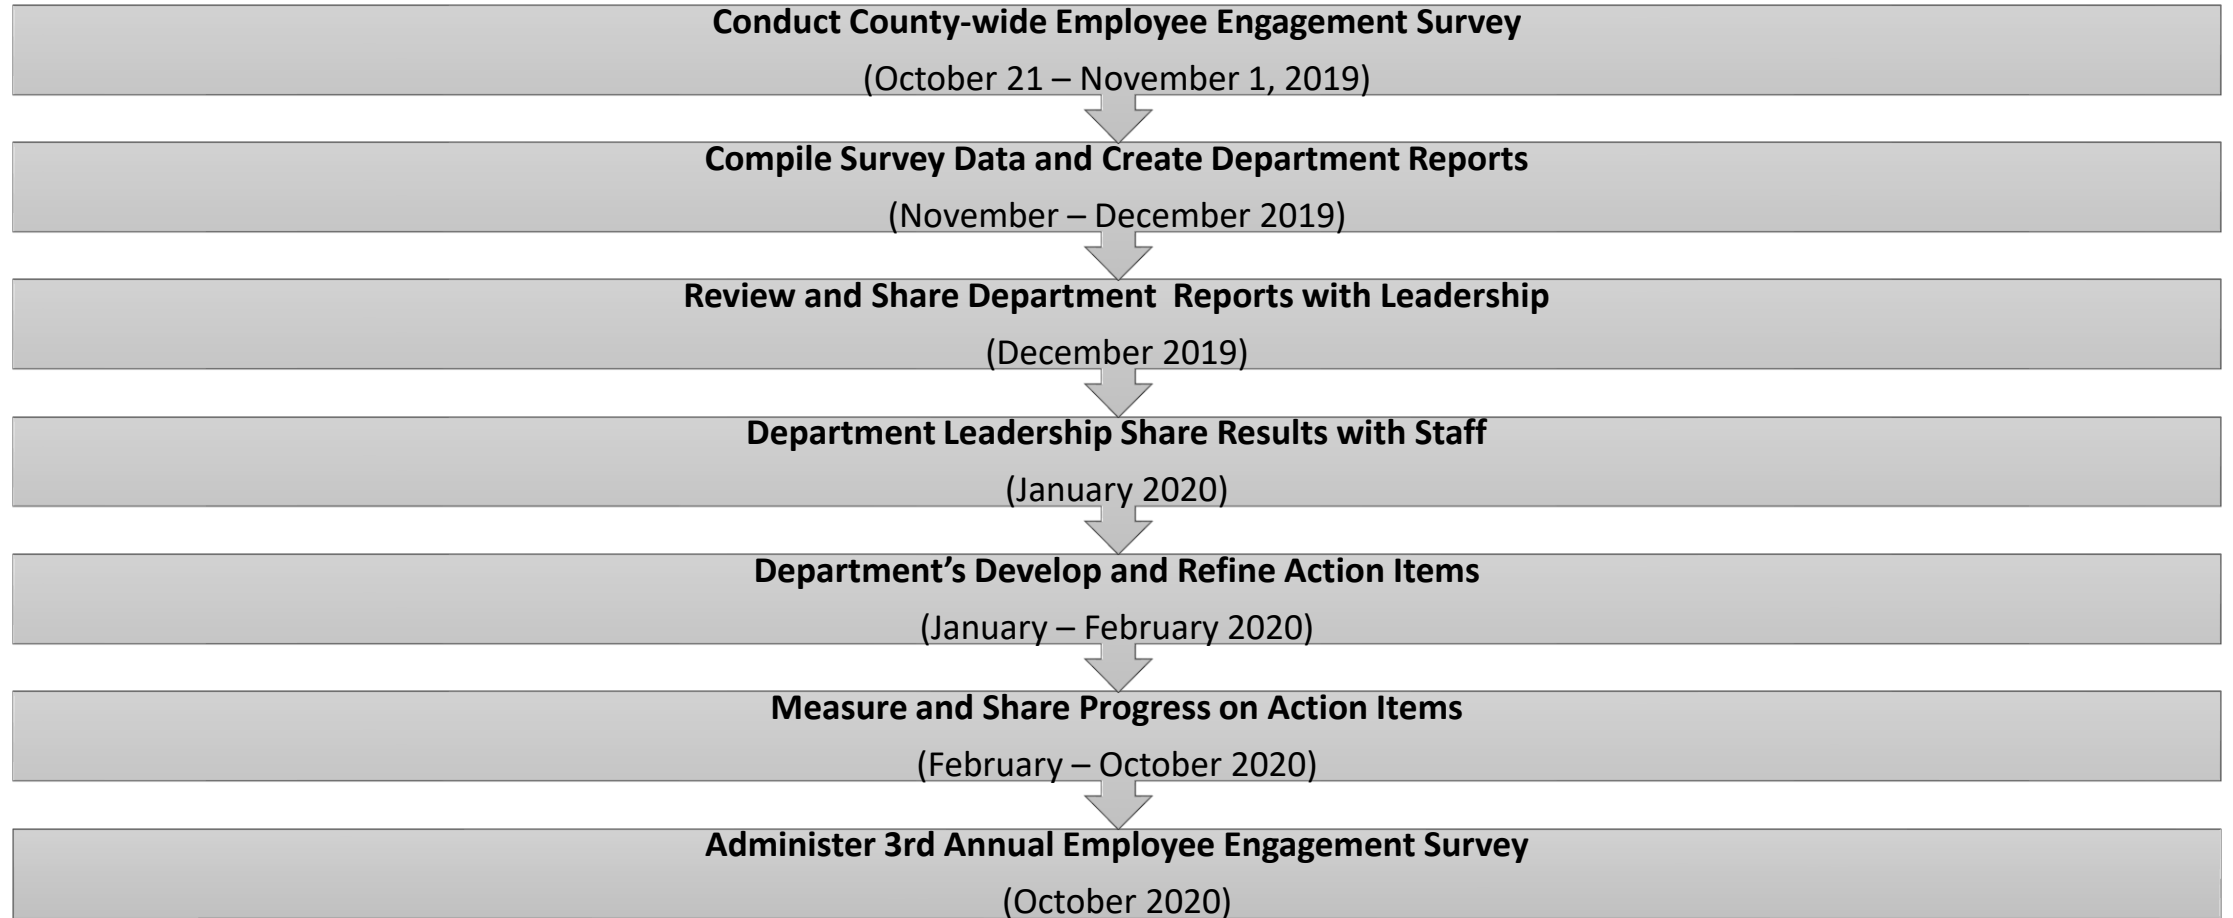 Conduct County-wide Employee Engagement Survey
(October 21 – November 1, 2019)
Compile Survey Data and Create Department Reports
(November – December 2019)
Review and Share Department  Reports with Leadership
(December 2019)
Department Leadership Share Results with Staff
(January 2020)
Department’s Develop and Refine Action Items
(January – February 2020)
Measure and Share Progress on Action Items
(February – October 2020)
Administer 3rd Annual Employee Engagement Survey
(October 2020)